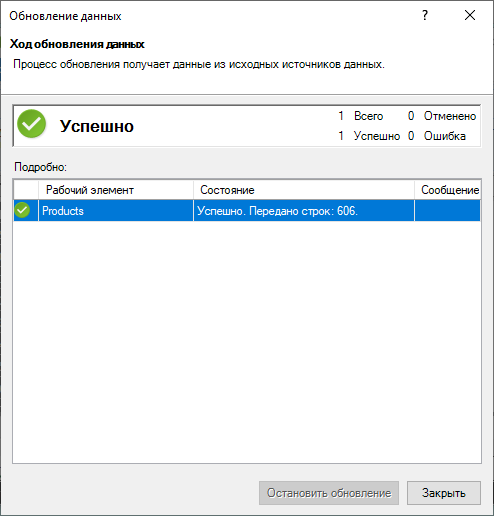 Обновление данных
Ход обновления данных
Процесс обновления получает данные из исходных источников данных.
Успешно
1 Всего 0 Отменено
1 Успешно 0 Ошибка
Подробно:
Рабочий элемент Состояние Сообщение
Products Успешно. Передано строк: 606.
Остановить обновление Закрыть